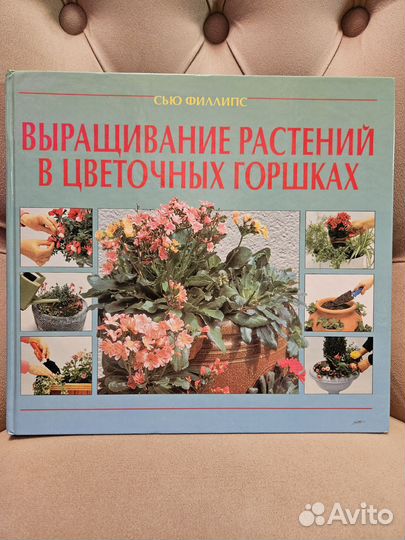 СЬЮ ФИЛЛИПС
ВЫРАЩИВАНИЕ РАСТЕНИЙ
В ЦВЕТОЧНЫХ ГОРШКАХ
Avito